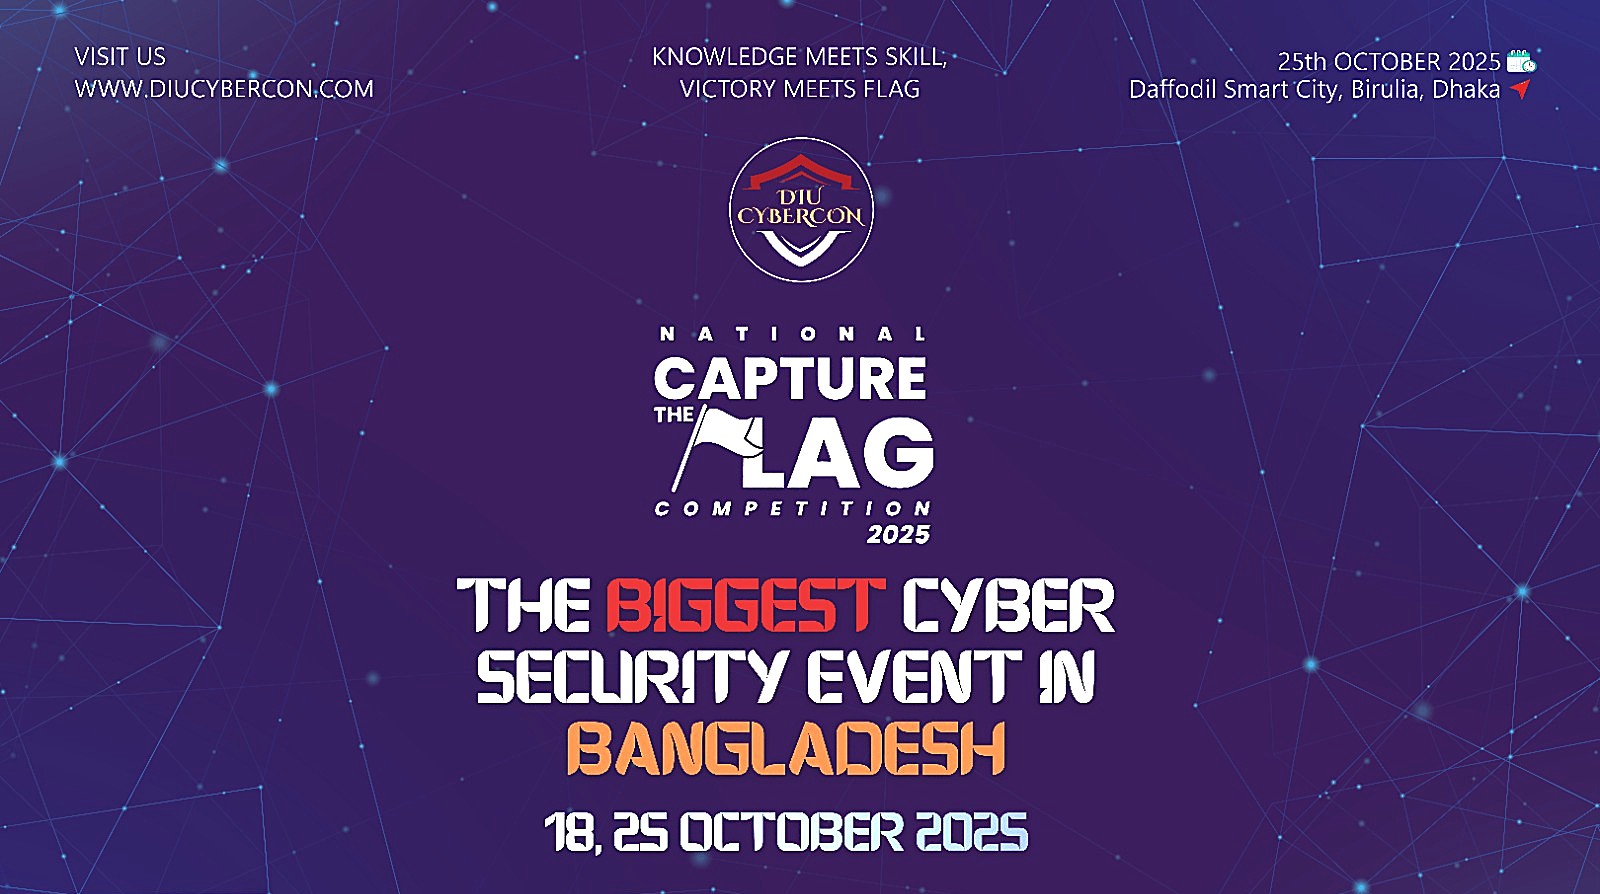 VISIT US
WWW.DIUCYBERCON.COM
KNOWLEDGE MEETS SKILL,
VICTORY MEETS FLAG
25th OCTOBER 2025
Daffodil Smart City, Birulia, Dhaka
DIU
CYBERCON
NATIONAL
CAPTURE
THE
FLAG
COMPETITION
2025
THE BIGGEST CYBER
SECURITY EVENT IN
BANGLADESH
18, 25 OCTOBER 2025